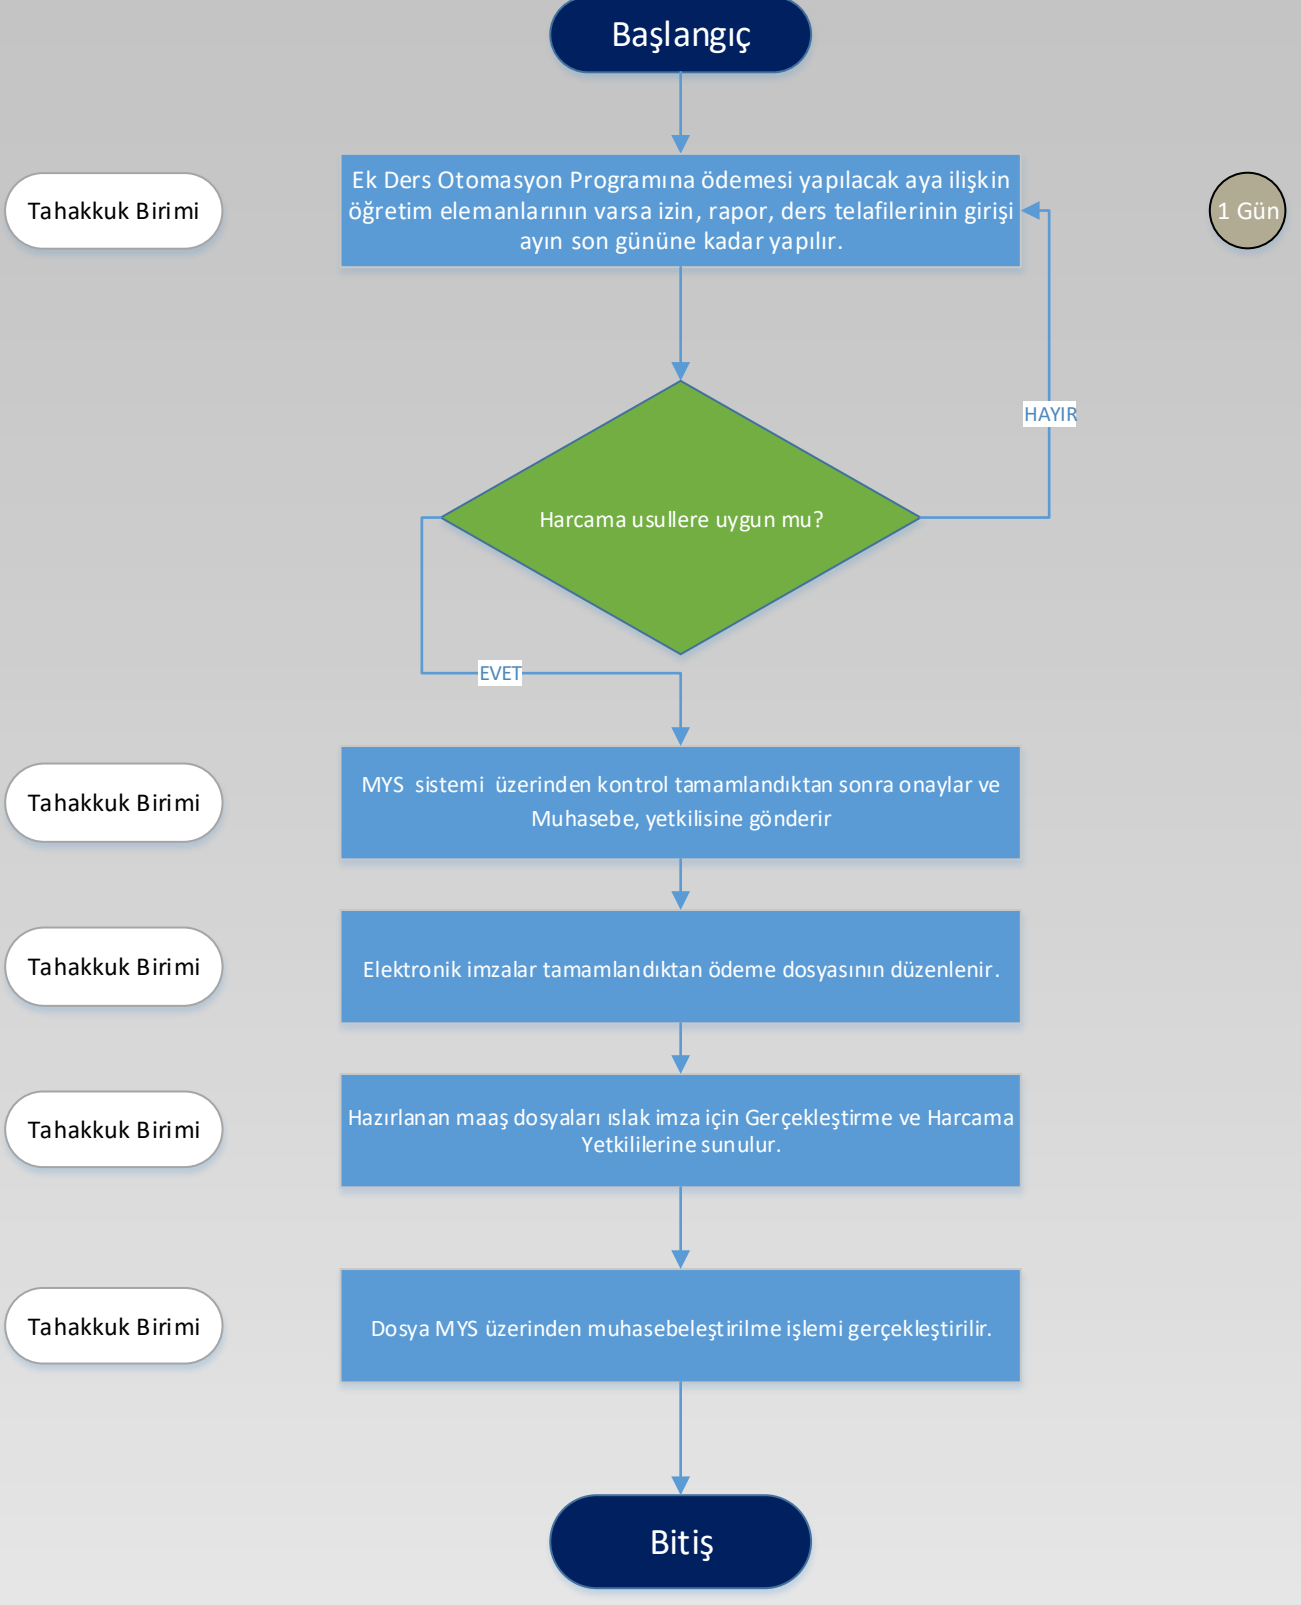 Başlangıç
Tahakkuk Birimi
Ek Ders Otomasyon Programına ödemesi yapılacak aya ilişkin
öğretim elemanlarının varsa izin, rapor, ders telafilerinin girişi
ayın son gününe kadar yapılır.
1 Gün
HAYIR
Harcama usullere uygun mu?
EVET
Tahakkuk Birimi
MYS sistemi üzerinden kontrol tamamlandıktan sonra onaylar ve
Muhasebe, yetkilisine gönderir
Tahakkuk Birimi
Elektronik imzalar tamamlandıktan ödeme dosyasının düzenlenir.
Tahakkuk Birimi
Hazırlanan maaş dosyaları ıslak imza için Gerçekleştirme ve Harcama
Yetkililerine sunulur.
Tahakkuk Birimi
Dosya MYS üzerinden muhasebeleştirilme işlemi gerçekleştirilir.
Bitiş